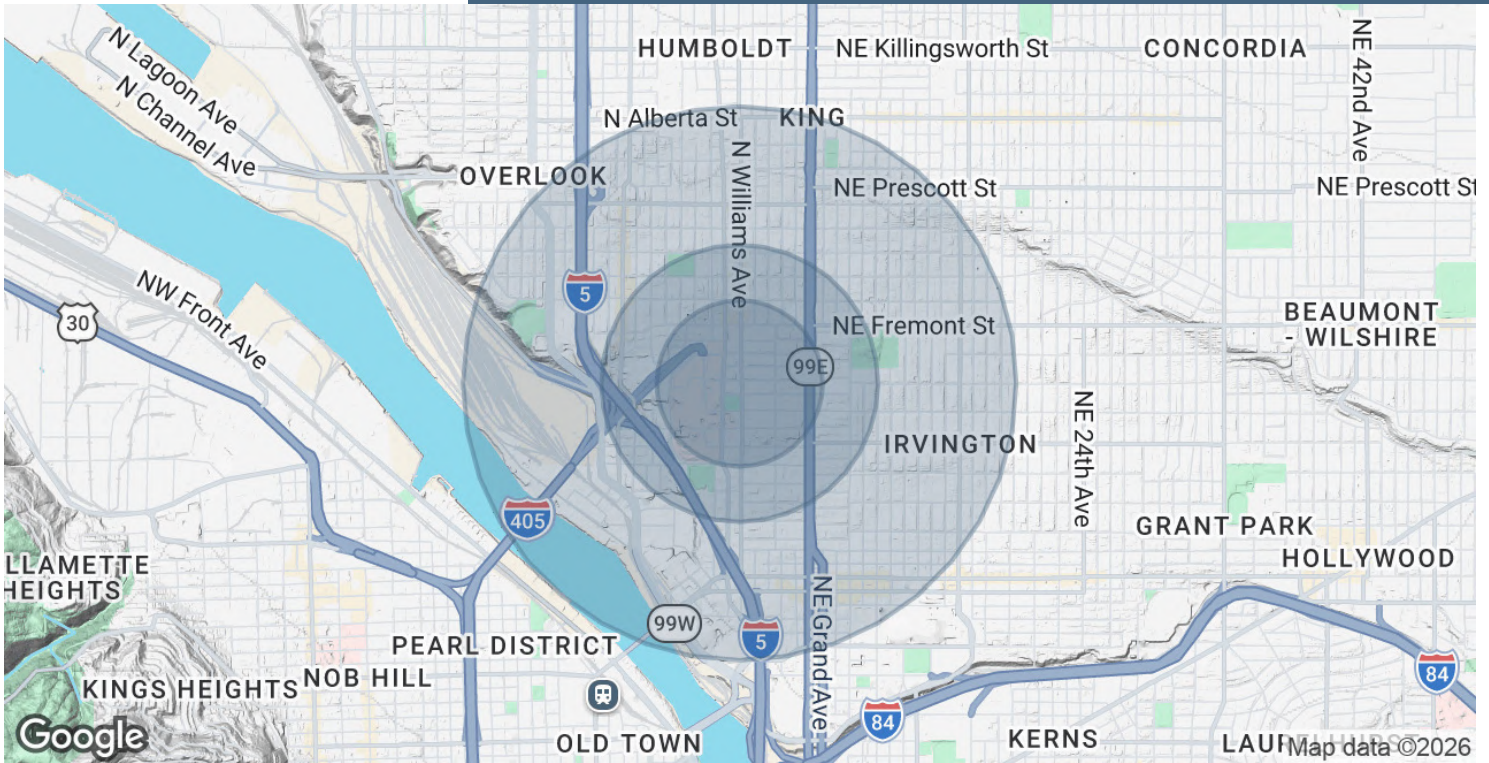 HUMBOLDT
NE Killingsworth St
CONCORDIA
NE 42nd Ave
N Lagoon Ave
N Channel Ave
N Alberta St
KING
OVERLOOK
N Williams Ave
NE Prescott St
NE Prescott St
5
NW Front Ave
30
NE Fremont St
BEAUMONT
- WILSHIRE
99E
IRVINGTON
NE 24th Ave
405
GRANT PARK
HOLLYWOOD
LLAMETTE
HEIGHTS
99W
5
NE Grand Ave
PEARL DISTRICT
KINGS HEIGHTS
NOB HILL
84
84
Google
OLD TOWN
KERNS
Map data ©2026